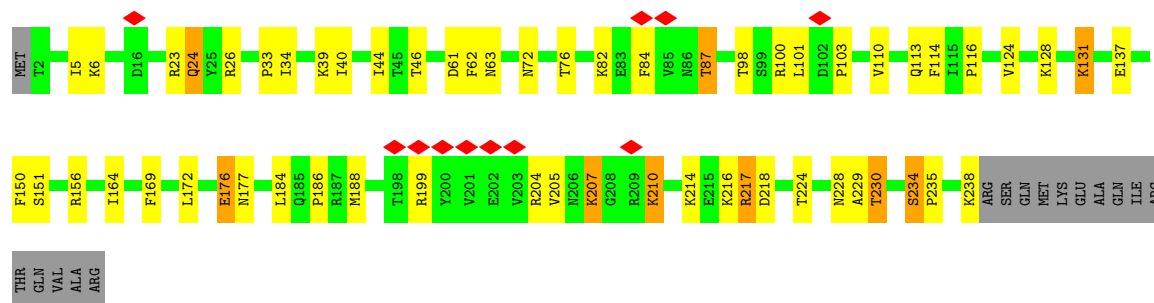 MET T2 I5 K6 D16 R23 Q24 Y25 R26 P33 I34 K39 I40 I44 T45 T46 D61 F62 N63 N72 T76 K82 E83 F84 V85 N86 T87 T98 S99 R100 L101 D102 P103 V110 Q113 F114 I115 P116 V124 K128 K131 E137
F150 S151 R156 I164 F169 L172 E176 N177 L184 Q185 P186 R187 M188 T198 R199 Y200 V201 E202 V203 R204 V205 N206 K207 G208 R209 K210 K214 E215 K216 R217 D218 T224 N228 A229 T230 S234 P235 K238 ARG SER GLN MET LYS GLU ALA GLN ILE ARG
THR GLN VAL ALA ARG